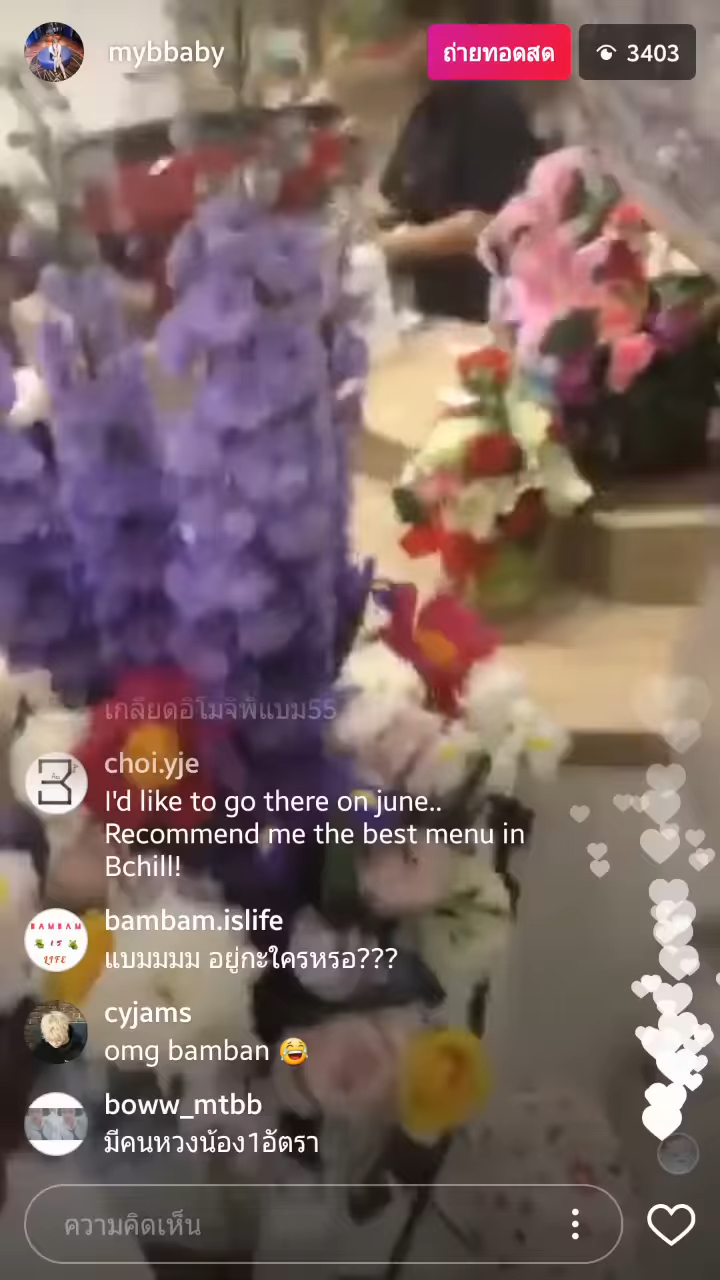 mybbaby
ถ่ายทอดสด
3403
เกลียดอิโมจิพี่แบม55
choi.yje
I'd like to go there on june..
Recommend me the best menu in
Bchill!
bambam.islife
BAMBAM
IS
LIFE
แบมมมม อยู่กะใครหรอ???
cyjams
omg bamban 😂
boww_mtbb
มีคนหวงน้อง1อัตรา
ความคิดเห็น